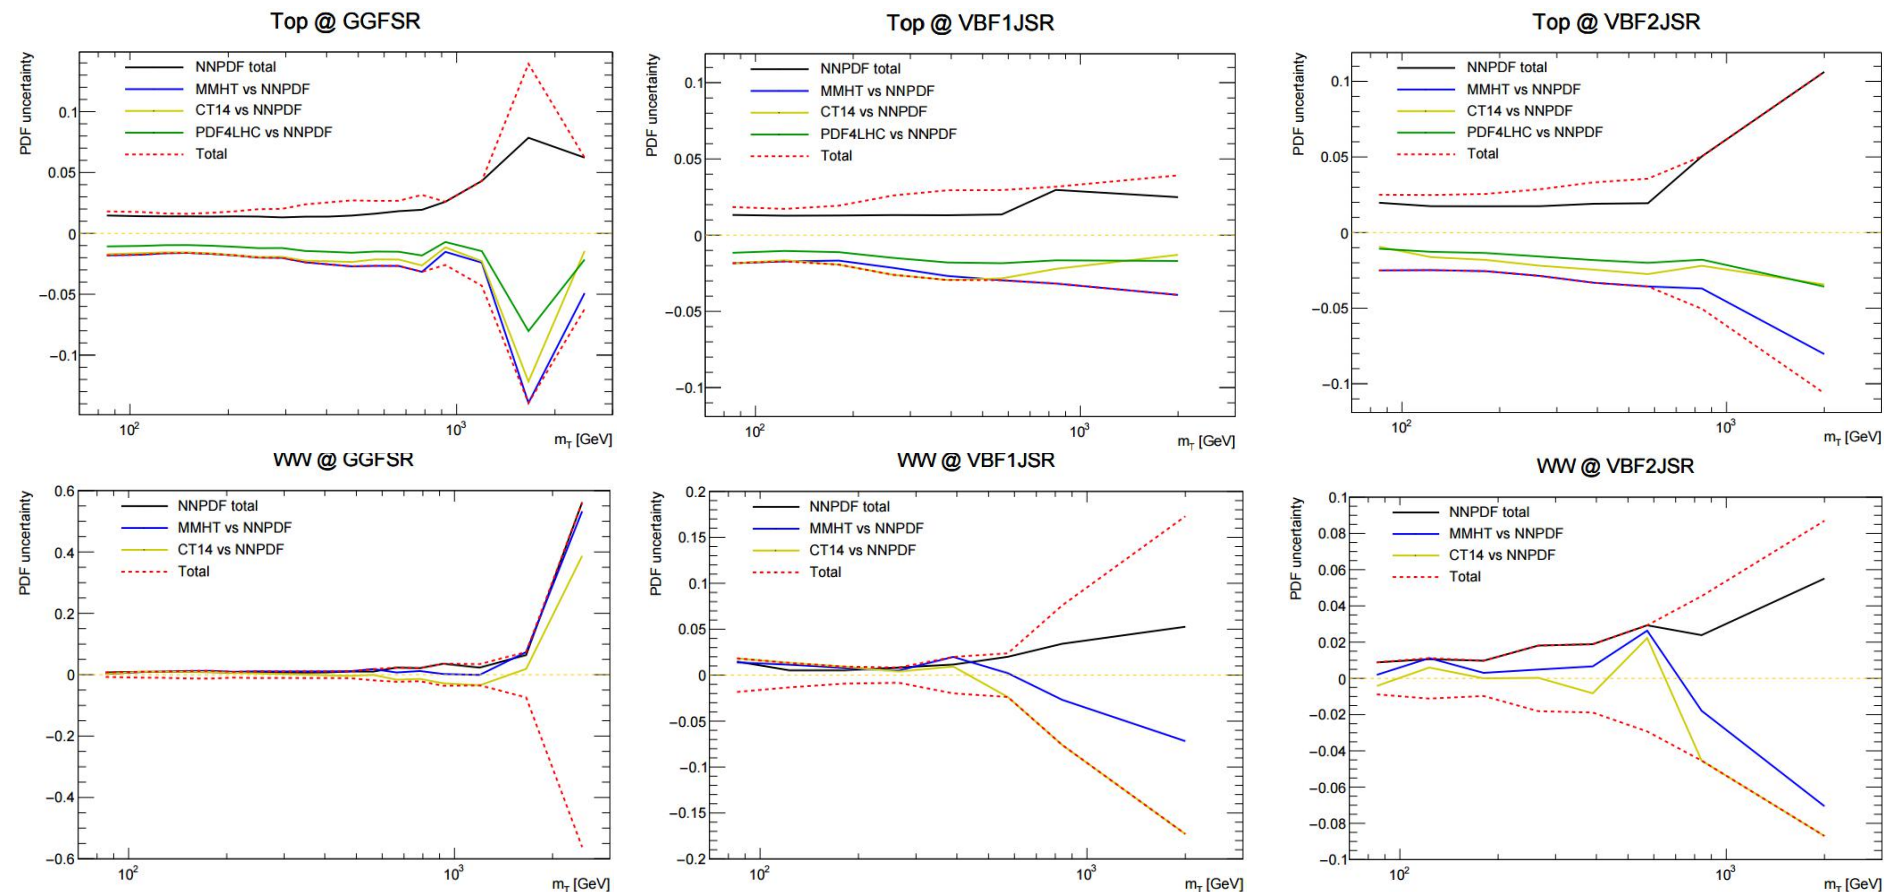 Top @ GGFSR
PDF uncertainty
NNPDF total
MMHT vs NNPDF
CT14 vs NNPDF
PDF4LHC vs NNPDF
Total
0.1
0.05
0
−0.05
−0.1
10²
10³
m_T [GeV]
Top @ VBF1JSR
PDF uncertainty
NNPDF total
MMHT vs NNPDF
CT14 vs NNPDF
PDF4LHC vs NNPDF
Total
0.1
0.05
0
−0.05
−0.1
10²
10³
m_T [GeV]
Top @ VBF2JSR
PDF uncertainty
NNPDF total
MMHT vs NNPDF
CT14 vs NNPDF
PDF4LHC vs NNPDF
Total
0.1
0.05
0
−0.05
−0.1
10²
10³
m_T [GeV]
WW @ GGFSR
PDF uncertainty
NNPDF total
MMHT vs NNPDF
CT14 vs NNPDF
Total
0.6
0.4
0.2
0
−0.2
−0.4
−0.6
10²
10³
m_T [GeV]
WW @ VBF1JSR
PDF uncertainty
NNPDF total
MMHT vs NNPDF
CT14 vs NNPDF
Total
0.2
0.15
0.1
0.05
0
−0.05
−0.1
−0.15
−0.2
10²
10³
m_T [GeV]
WW @ VBF2JSR
PDF uncertainty
NNPDF total
MMHT vs NNPDF
CT14 vs NNPDF
Total
0.1
0.08
0.06
0.04
0.02
0
−0.02
−0.04
−0.06
−0.08
−0.1
10²
10³
m_T [GeV]